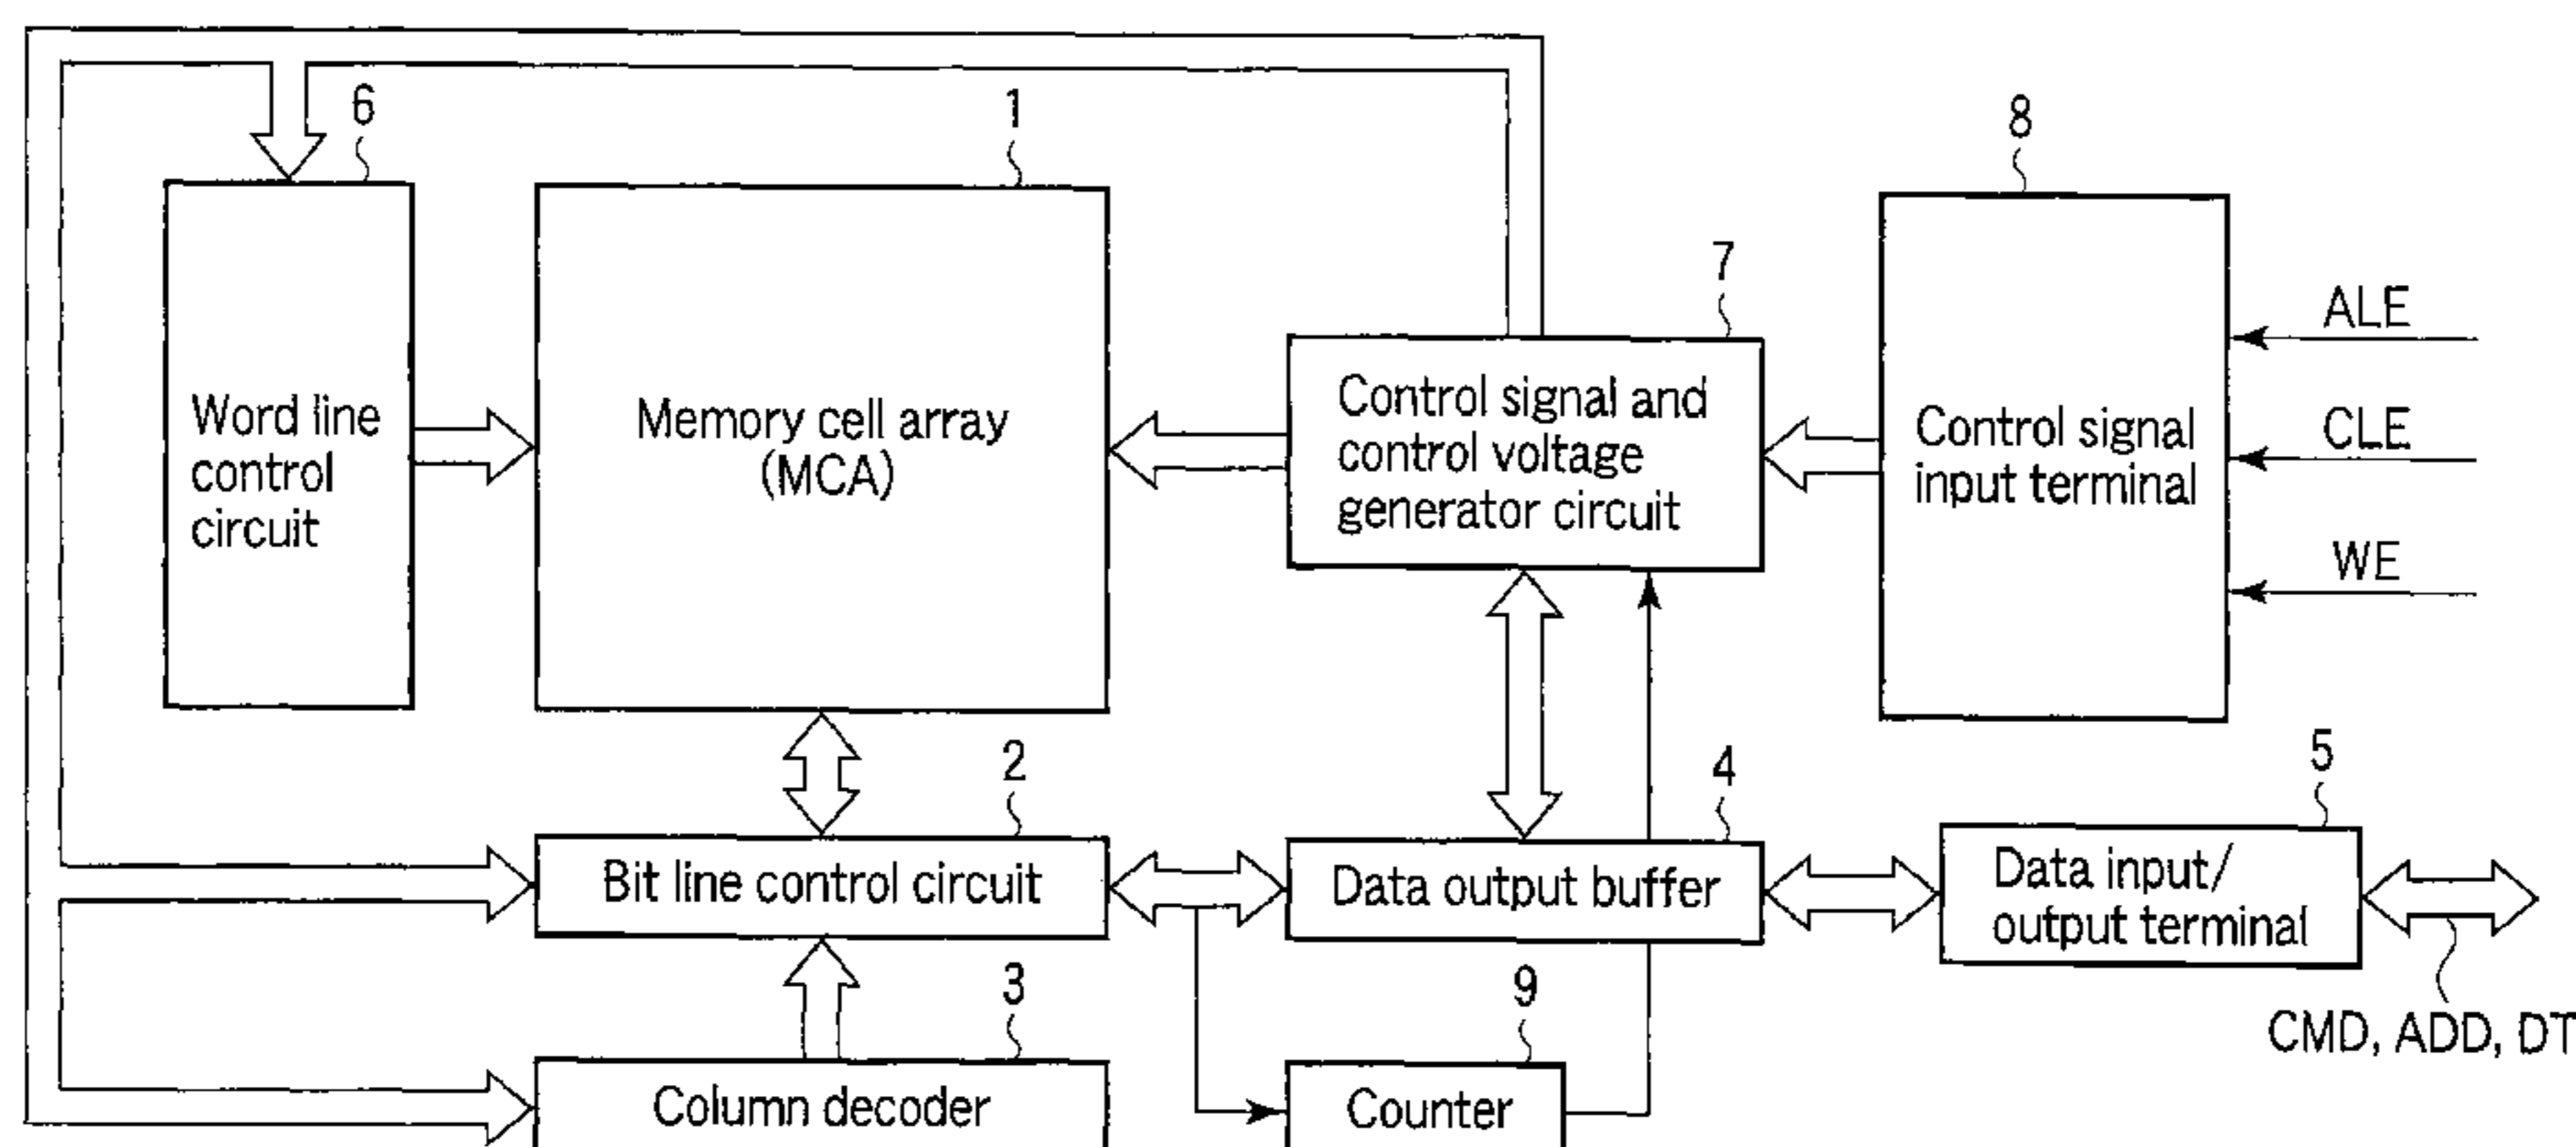 6
1
8
7
ALE
Word line
control
circuit
Memory cell array
(MCA)
Control signal and
control voltage
generator circuit
Control signal
input terminal
CLE
WE
2
4
5
Bit line control circuit
Data output buffer
Data input/
output terminal
3
9
CMD, ADD, DT
Column decoder
Counter